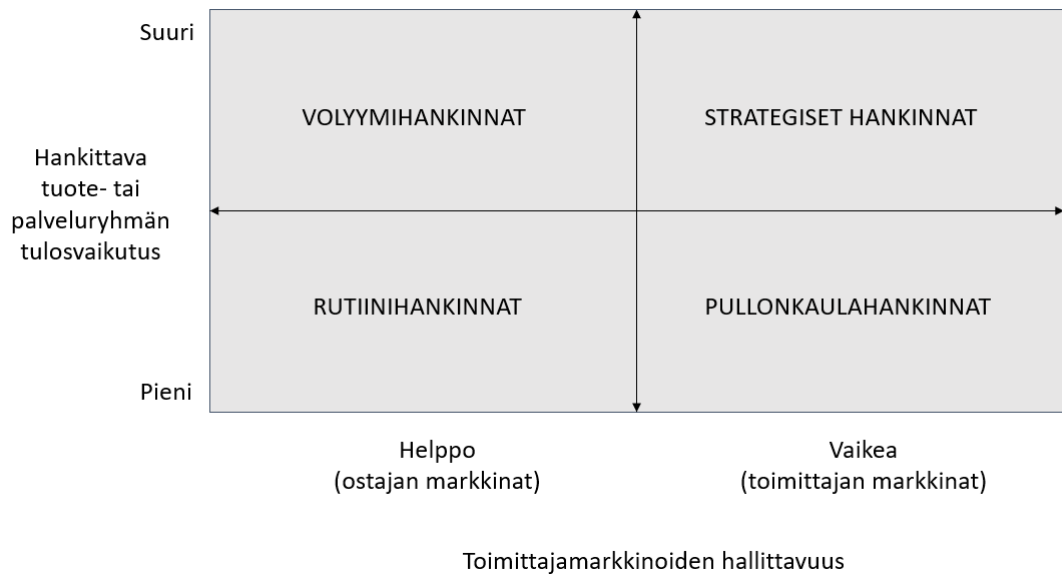 Suuri
VOLYYMIHANKINNAT
STRATEGISET HANKINNAT
Hankittava
tuote- tai
palveluryhmän
tulosvaikutus
RUTIINIHANKINNAT
PULLONKAULAHANKINNAT
Pieni
Helppo
(ostajan markkinat)
Vaikea
(toimittajan markkinat)
Toimittajamarkkinoiden hallittavuus